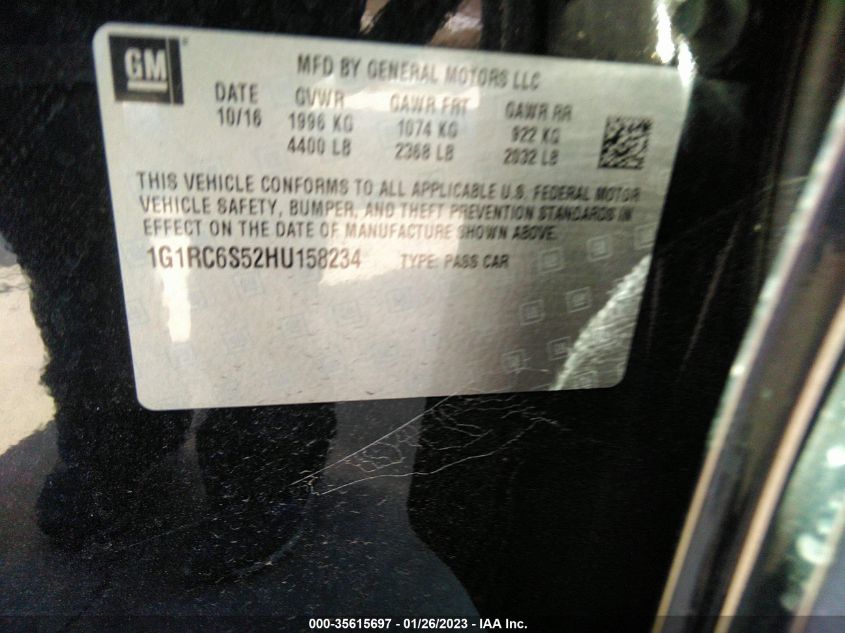 GM
MFD BY GENERAL MOTORS LLC
DATE GVWR GAWR FRT GAWR RR
10/16 1996 KG 1074 KG 922 KG
4400 LB 2368 LB 2032 LB
THIS VEHICLE CONFORMS TO ALL APPLICABLE U.S. FEDERAL MOTOR
VEHICLE SAFETY, BUMPER, AND THEFT PREVENTION STANDARDS IN
EFFECT ON THE DATE OF MANUFACTURE SHOWN ABOVE.
1G1RC6S52HU158234 TYPE: PASS CAR
000-35615697 - 01/26/2023 - IAA Inc.